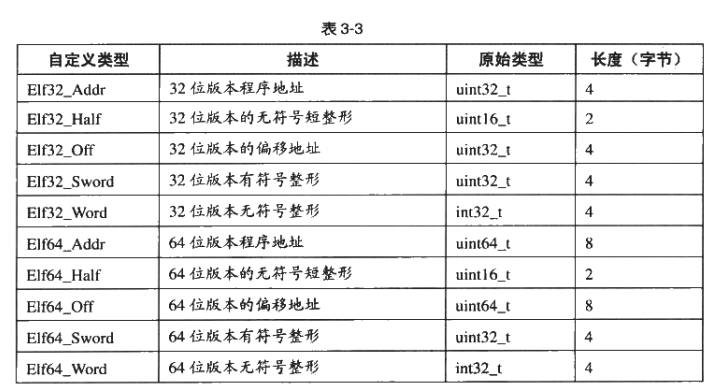 表 3-3
自定义类型 描述 原始类型 长度（字节）
Elf32_Addr 32 位版本程序地址 uint32_t 4
Elf32_Half 32 位版本的无符号短整形 uint16_t 2
Elf32_Off 32 位版本的偏移地址 uint32_t 4
Elf32_Sword 32 位版本有符号整形 uint32_t 4
Elf32_Word 32 位版本无符号整形 int32_t 4
Elf64_Addr 64 位版本程序地址 uint64_t 8
Elf64_Half 64 位版本的无符号短整形 uint16_t 2
Elf64_Off 64 位版本的偏移地址 uint64_t 8
Elf64_Sword 64 位版本有符号整形 uint32_t 4
Elf64_Word 64 位版本无符号整形 int32_t 4